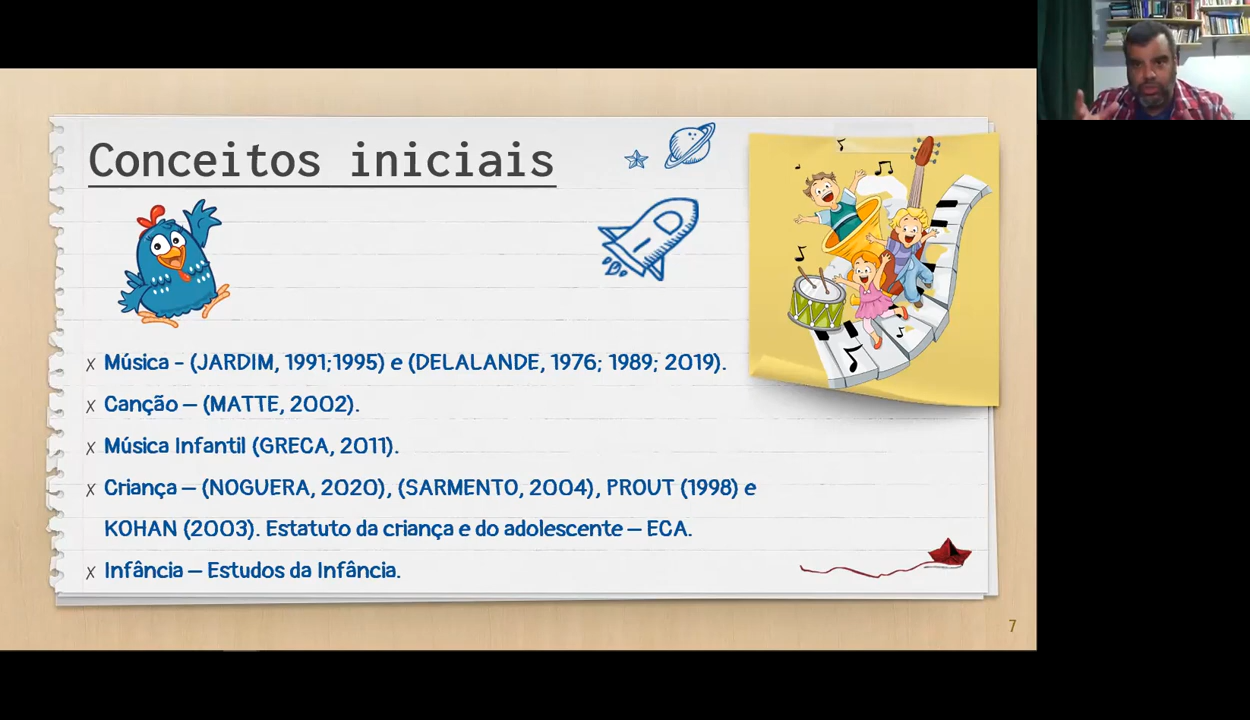 Conceitos iniciais
x Música - (JARDIM, 1991;1995) e (DELALANDE, 1976; 1989; 2019).
x Canção – (MATTE, 2002).
x Música Infantil (GRECA, 2011).
x Criança – (NOGUERA, 2020), (SARMENTO, 2004), PROUT (1998) e
KOHAN (2003). Estatuto da criança e do adolescente – ECA.
x Infância – Estudos da Infância.
7